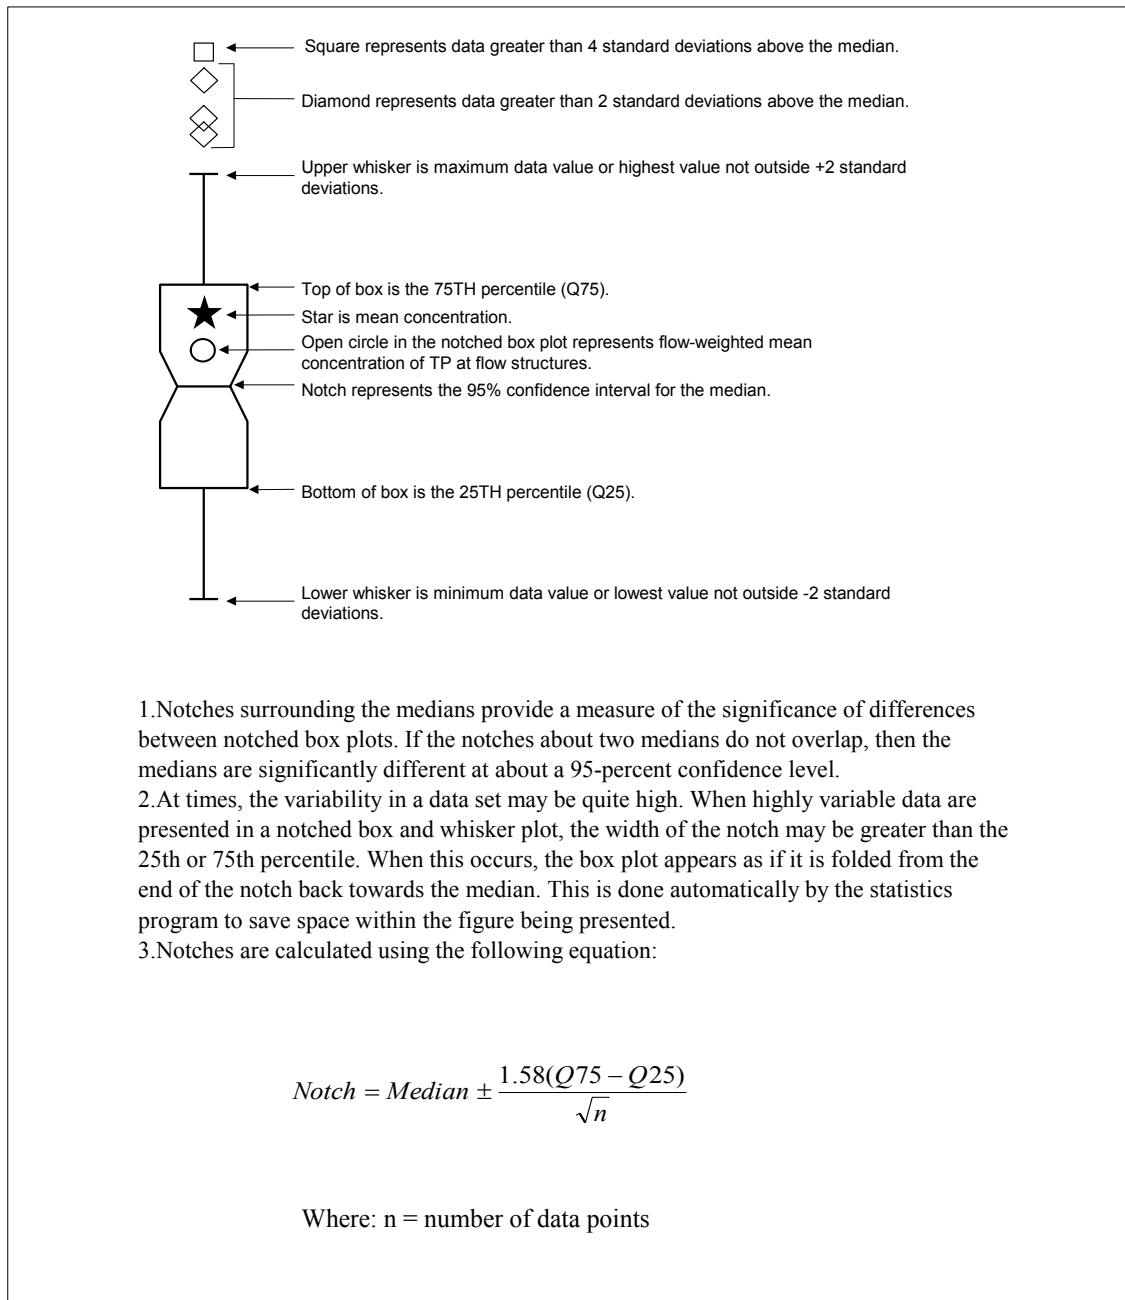 Square represents data greater than 4 standard deviations above the median.
Diamond represents data greater than 2 standard deviations above the median.
Upper whisker is maximum data value or highest value not outside +2 standard
deviations.
Top of box is the 75TH percentile (Q75).
Star is mean concentration.
Open circle in the notched box plot represents flow-weighted mean
concentration of TP at flow structures.
Notch represents the 95% confidence interval for the median.
Bottom of box is the 25TH percentile (Q25).
Lower whisker is minimum data value or lowest value not outside -2 standard
deviations.
1.Notches surrounding the medians provide a measure of the significance of differences
between notched box plots. If the notches about two medians do not overlap, then the
medians are significantly different at about a 95-percent confidence level.
2.At times, the variability in a data set may be quite high. When highly variable data are
presented in a notched box and whisker plot, the width of the notch may be greater than the
25th or 75th percentile. When this occurs, the box plot appears as if it is folded from the
end of the notch back towards the median. This is done automatically by the statistics
program to save space within the figure being presented.
3.Notches are calculated using the following equation:
Notch = Median ± 1.58(Q75 − Q25) / √n
Where: n = number of data points